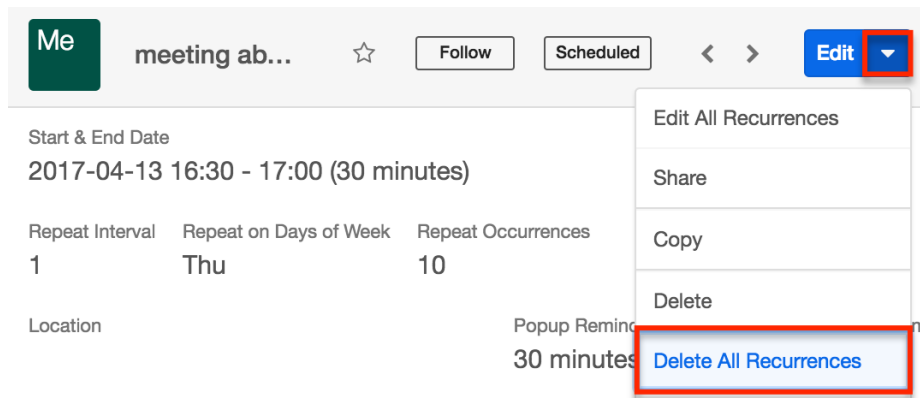 Me
meeting ab...
Follow
Scheduled
Edit
Edit All Recurrences
Start & End Date
2017-04-13 16:30 - 17:00 (30 minutes)
Share
Repeat Interval Repeat on Days of Week Repeat Occurrences
1 Thu 10
Copy
Delete
Location
Popup Remin
30 minutes
Delete All Recurrences